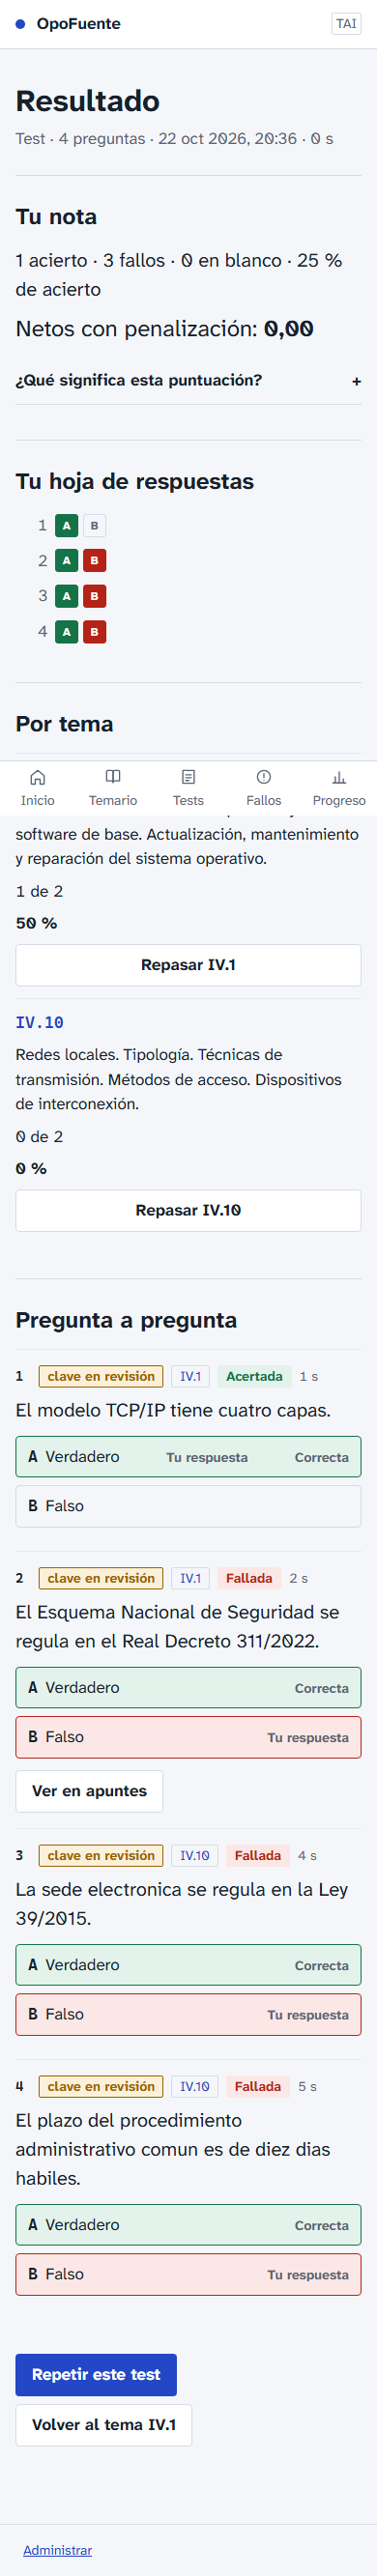 OpoFuente
TAI
Resultado
Test · 4 preguntas · 22 oct 2026, 20:36 · 0 s
Tu nota
1 acierto · 3 fallos · 0 en blanco · 25 %
de acierto
Netos con penalización: 0,00
¿Qué significa esta puntuación? +
Tu hoja de respuestas
1 A B
2 A B
3 A B
4 A B
Por tema
Inicio Temario Tests Fallos Progreso
software de base. Actualización, mantenimiento
y reparación del sistema operativo.
1 de 2
50 %
Repasar IV.1
IV.10
Redes locales. Tipología. Técnicas de
transmisión. Métodos de acceso. Dispositivos
de interconexión.
0 de 2
0 %
Repasar IV.10
Pregunta a pregunta
1 clave en revisión IV.1 Acertada 1 s
El modelo TCP/IP tiene cuatro capas.
A Verdadero Tu respuesta Correcta
B Falso
2 clave en revisión IV.1 Fallada 2 s
El Esquema Nacional de Seguridad se
regula en el Real Decreto 311/2022.
A Verdadero Correcta
B Falso Tu respuesta
Ver en apuntes
3 clave en revisión IV.10 Fallada 4 s
La sede electronica se regula en la Ley
39/2015.
A Verdadero Correcta
B Falso Tu respuesta
4 clave en revisión IV.10 Fallada 5 s
El plazo del procedimiento
administrativo comun es de diez dias
habiles.
A Verdadero Correcta
B Falso Tu respuesta
Repetir este test
Volver al tema IV.1
Administrar